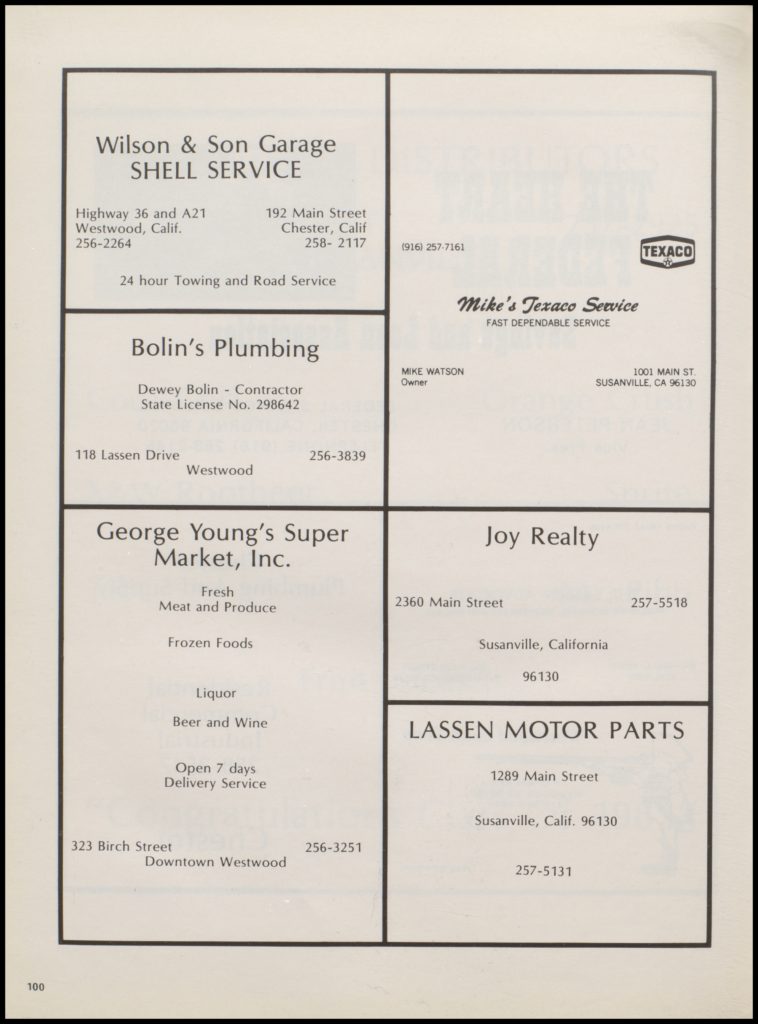 Wilson & Son Garage
SHELL SERVICE
Highway 36 and A21 192 Main Street
Westwood, Calif. Chester, Calif
256-2264 258- 2117
24 hour Towing and Road Service
Bolin's Plumbing
Dewey Bolin - Contractor
State License No. 298642
118 Lassen Drive 256-3839
Westwood
George Young's Super
Market, Inc.
Fresh
Meat and Produce
Frozen Foods
Liquor
Beer and Wine
Open 7 days
Delivery Service
323 Birch Street 256-3251
Downtown Westwood
(916) 257-7161
TEXACO
Mike's Texaco Service
FAST DEPENDABLE SERVICE
MIKE WATSON 1001 MAIN ST.
Owner SUSANVILLE, CA 96130
Joy Realty
2360 Main Street 257-5518
Susanville, California
96130
LASSEN MOTOR PARTS
1289 Main Street
Susanville, Calif. 96130
257-5131
100